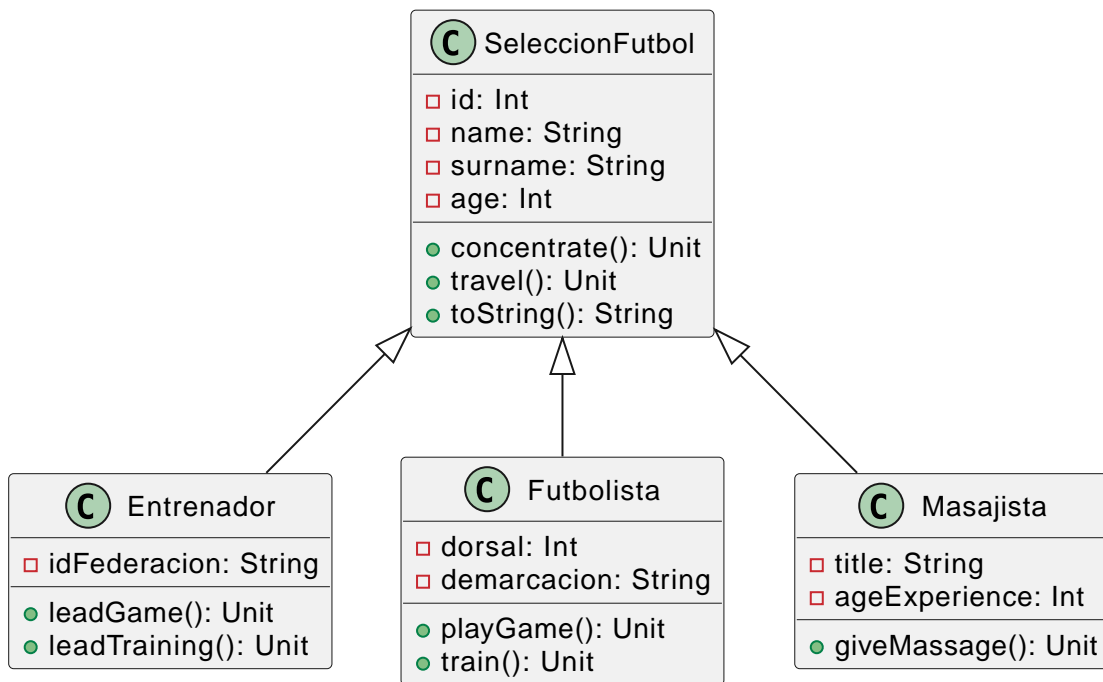 C SeleccionFutbol
id: Int
name: String
surname: String
age: Int
concentrate(): Unit
travel(): Unit
toString(): String
C Entrenador
idFederacion: String
leadGame(): Unit
leadTraining(): Unit
C Futbolista
dorsal: Int
demarcacion: String
playGame(): Unit
train(): Unit
C Masajista
title: String
ageExperience: Int
giveMassage(): Unit